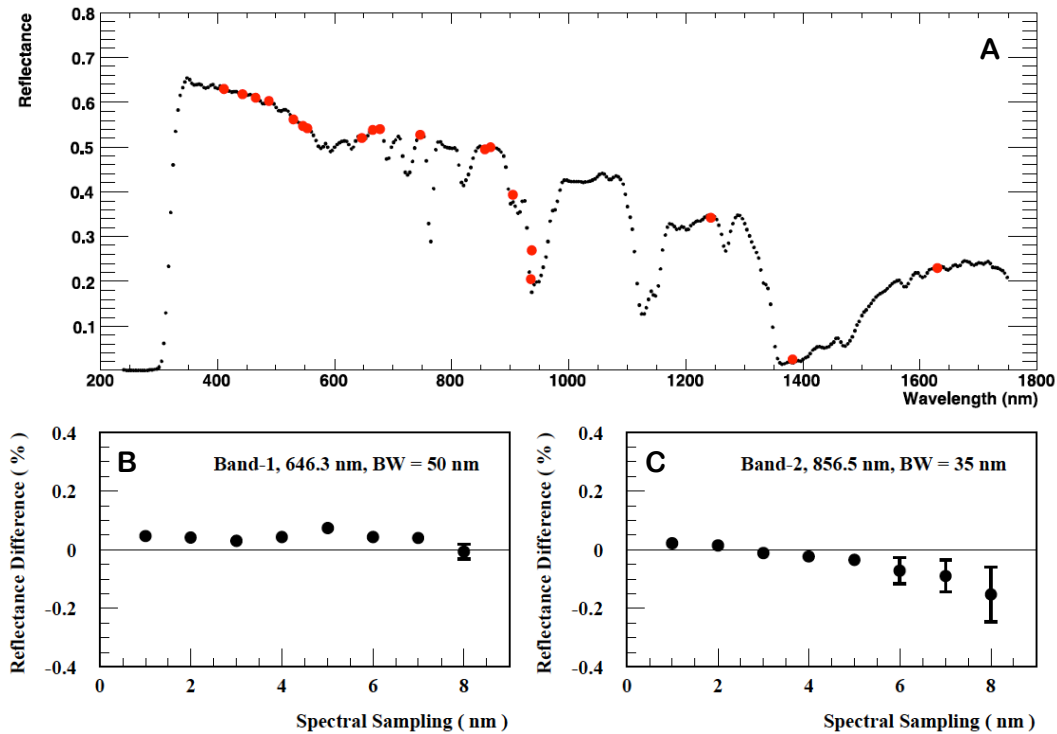 A
Reflectance
0.8
0.7
0.6
0.5
0.4
0.3
0.2
0.1
200 400 600 800 1000 1200 1400 1600 1800
Wavelength (nm)
B
Band-1, 646.3 nm, BW = 50 nm
Reflectance Difference ( % )
0.4
0.2
0
-0.2
-0.4
0 2 4 6 8
Spectral Sampling ( nm )
C
Band-2, 856.5 nm, BW = 35 nm
Reflectance Difference ( % )
0.4
0.2
0
-0.2
-0.4
0 2 4 6 8
Spectral Sampling ( nm )